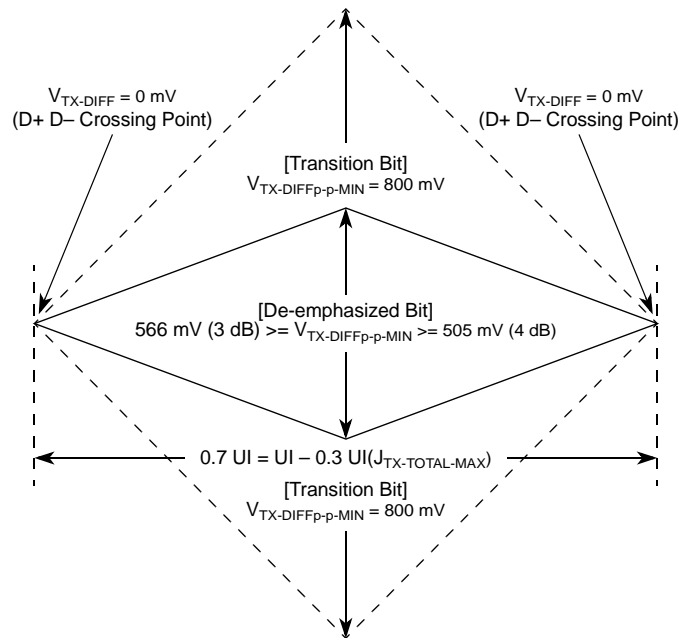 V_TX-DIFF = 0 mV
(D+ D– Crossing Point)
V_TX-DIFF = 0 mV
(D+ D– Crossing Point)
[Transition Bit]
V_TX-DIFFp-p-MIN = 800 mV
[De-emphasized Bit]
566 mV (3 dB) >= V_TX-DIFFp-p-MIN >= 505 mV (4 dB)
0.7 UI = UI – 0.3 UI(J_TX-TOTAL-MAX)
[Transition Bit]
V_TX-DIFFp-p-MIN = 800 mV